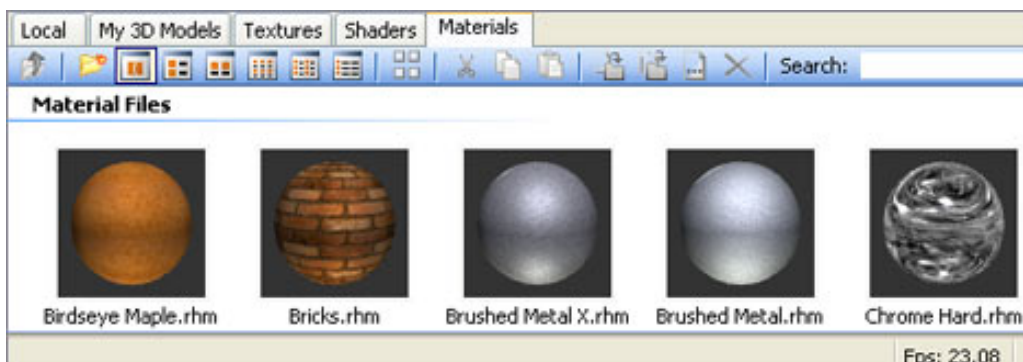 Local My 3D Models Textures Shaders Materials
Search:
Material Files
Birdseye Maple.rhm Bricks.rhm Brushed Metal X.rhm Brushed Metal.rhm Chrome Hard.rhm
Fps: 23.08